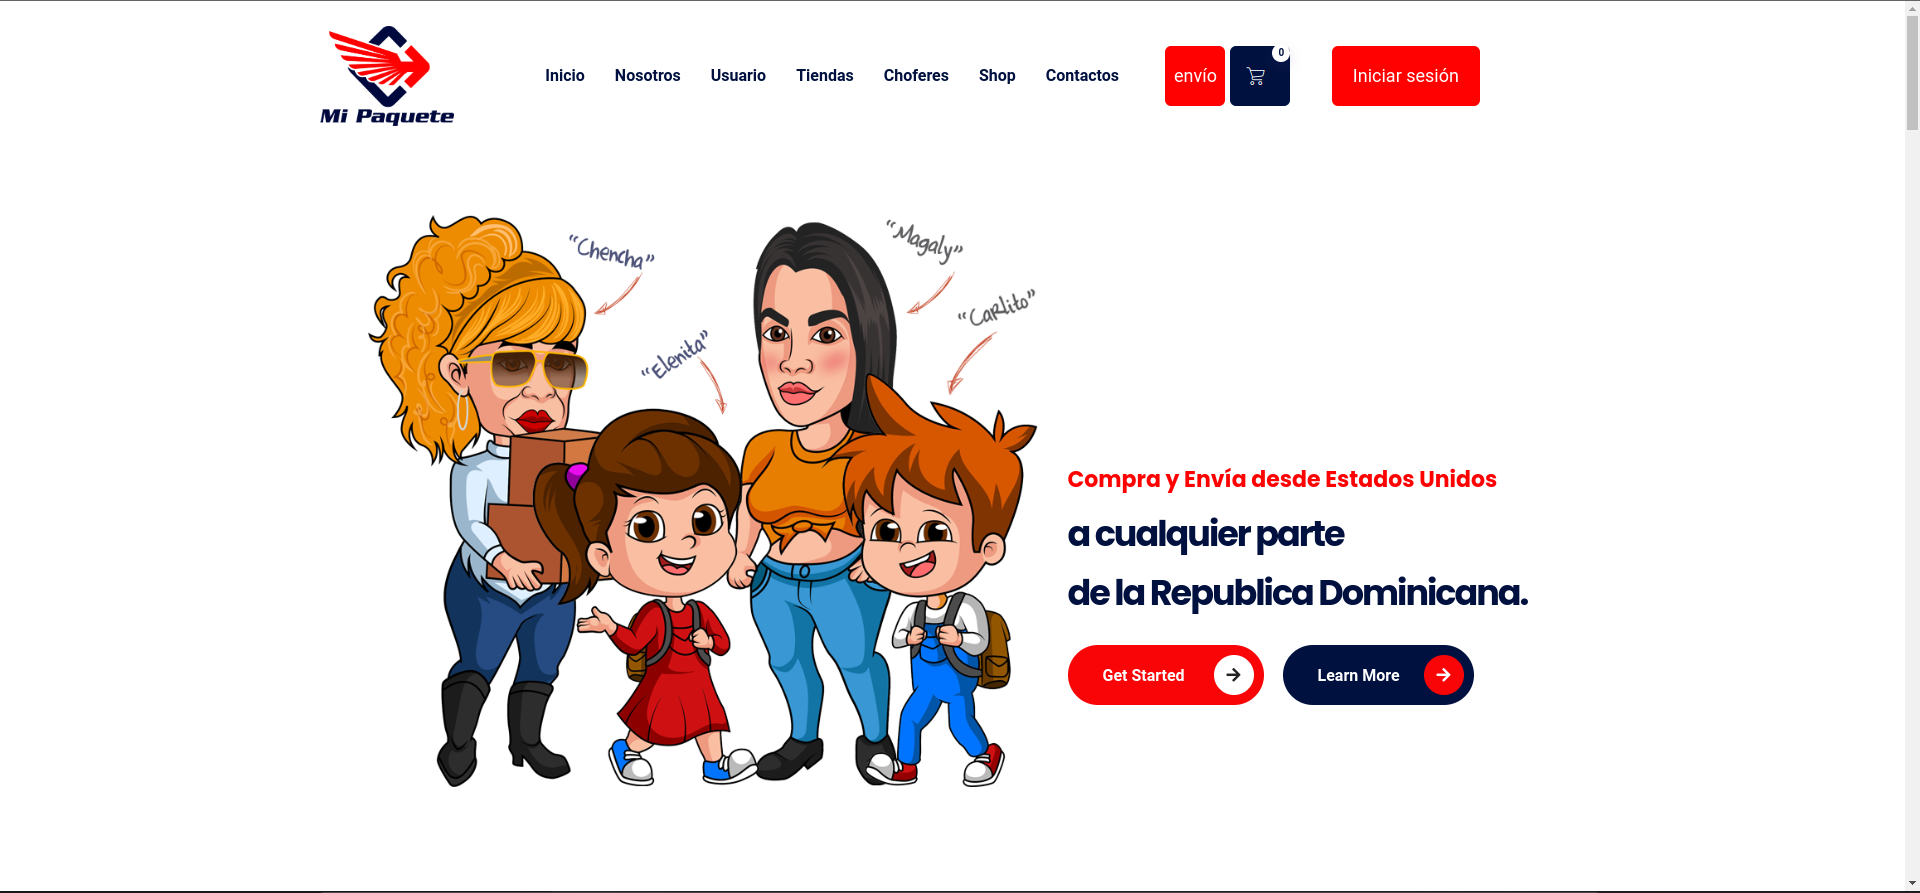 Mi Paquete
Inicio
Nosotros
Usuario
Tiendas
Choferes
Shop
Contactos
envío
0
Iniciar sesión
“Chencha”
“Magaly”
“Carlito”
“Elenita”
Compra y Envía desde Estados Unidos
a cualquier parte
de la Republica Dominicana.
Get Started
Learn More